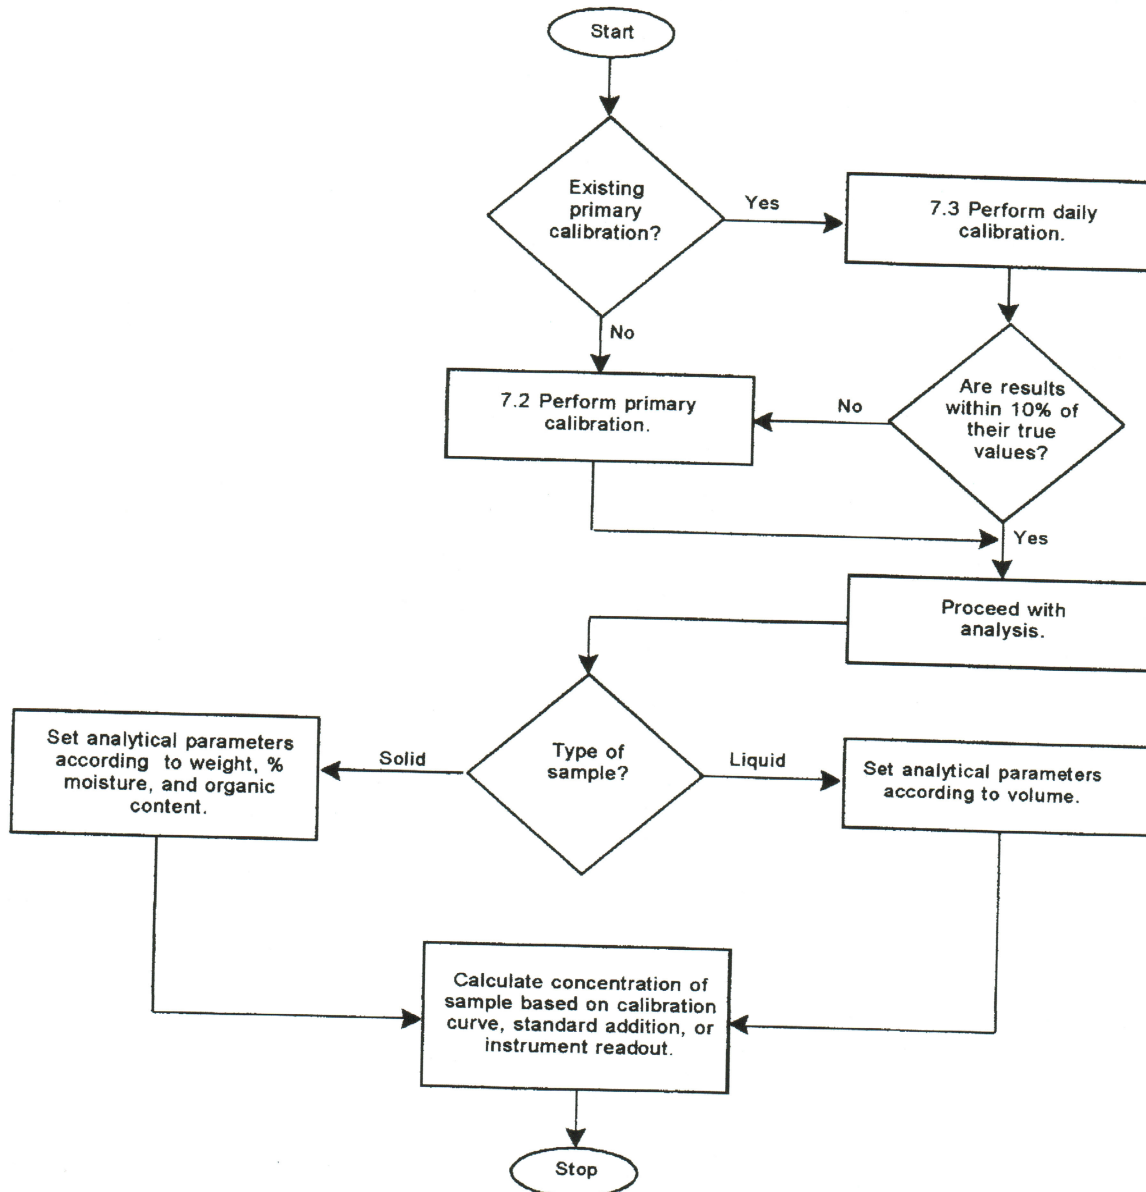 Start
Existing
primary
calibration?
Yes
7.3 Perform daily
calibration.
No
7.2 Perform primary
calibration.
No
Are results
within 10% of
their true
values?
Yes
Proceed with
analysis.
Set analytical parameters
according to weight, %
moisture, and organic
content.
Solid
Type of
sample?
Liquid
Set analytical parameters
according to volume.
Calculate concentration of
sample based on calibration
curve, standard addition, or
instrument readout.
Stop